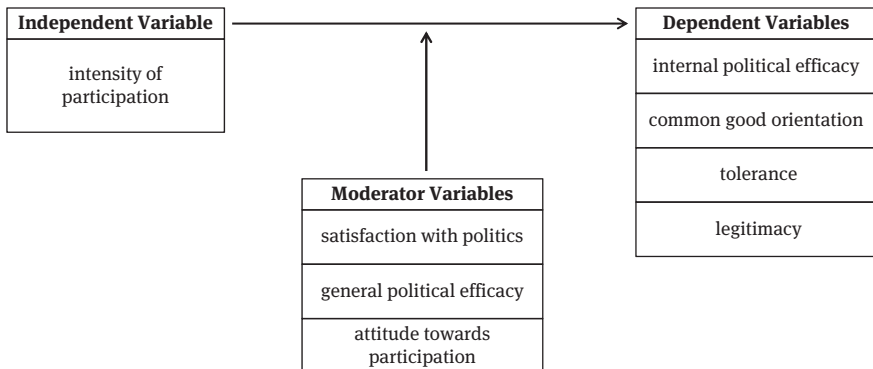 Independent Variable
intensity of
participation
Dependent Variables
internal political efficacy
common good orientation
tolerance
legitimacy
Moderator Variables
satisfaction with politics
general political efficacy
attitude towards
participation